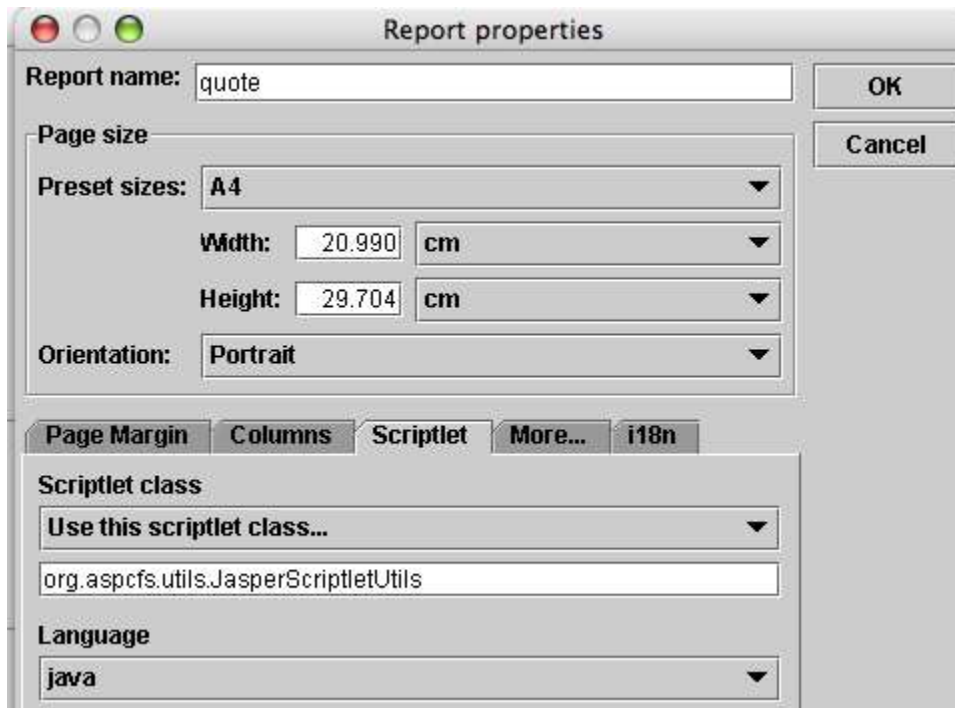 Report properties
Report name: quote
OK
Page size
Cancel
Preset sizes: A4
Width: 20.990 cm
Height: 29.704 cm
Orientation: Portrait
Page Margin Columns Scriptlet More... i18n
Scriptlet class
Use this scriptlet class...
org.aspcfs.utils.JasperScriptletUtils
Language
java